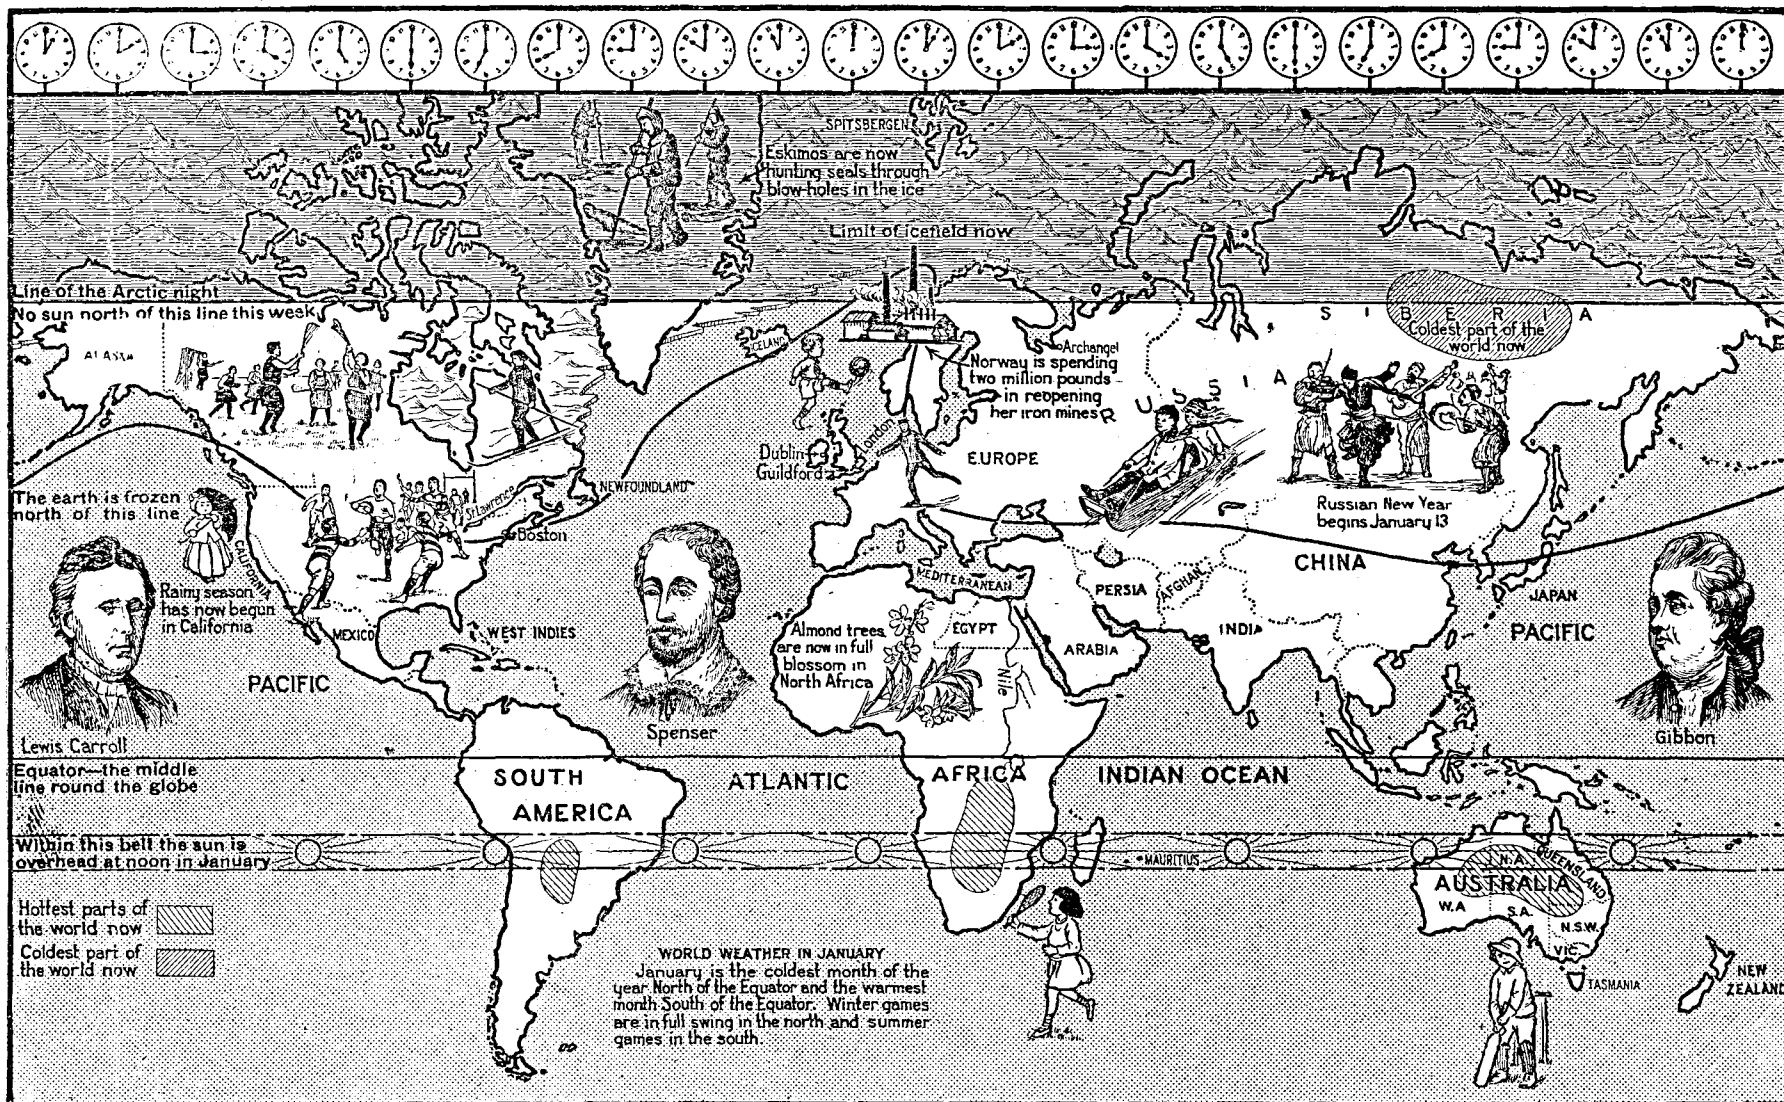 SPITSBERGEN
Eskimos are now
hunting seals through
blow-holes in the ice
Limit of icefield now
Line of the Arctic night
No sun north of this line this week
ALASKA
ICELAND
SIBERIA
Coldest part of the
world now
Archangel
Norway is spending
two million pounds
in reopening
her iron mines
RUSSIA
Dublin
London
Guildford
EUROPE
The earth is frozen
north of this line
NEWFOUNDLAND
St Lawrence
Boston
Russian New Year
begins January 13
CHINA
CALIFORNIA
Rainy season
has now begun
in California
MEXICO
WEST INDIES
MEDITERRANEAN
PERSIA
AFGHAN
JAPAN
Almond trees
are now in full
blossom in
North Africa
EGYPT
Nile
ARABIA
INDIA
PACIFIC
PACIFIC
Lewis Carroll
Spenser
Gibbon
Equator—the middle
line round the globe
SOUTH
AMERICA
ATLANTIC
AFRICA
INDIAN OCEAN
Within this belt the sun is
overhead at noon in January
MAURITIUS
QUEENSLAND
AUSTRALIA
W.A
S.A.
N.S.W.
VIC.
TASMANIA
NEW
ZEALAND
Hottest parts of
the world now
Coldest part of
the world now
WORLD WEATHER IN JANUARY
January is the coldest month of the
year North of the Equator and the warmest
month South of the Equator. Winter games
are in full swing in the north and summer
games in the south.